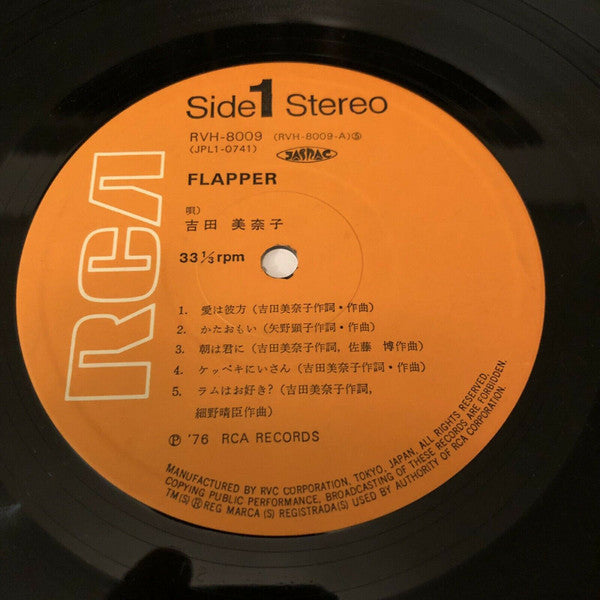 Side 1 Stereo
RVH-8009 (RVH-8009-A)Ⓢ
(JPL1-0741) JASRAC
FLAPPER
唄)
吉田 美奈子
33 1/3 rpm
RCA
1. 愛は彼方 (吉田美奈子作詞・作曲)
2. かたおもい (矢野顕子作詞・作曲)
3. 朝は君に (吉田美奈子作詞, 佐藤 博作曲)
4. ケッペキにいさん (吉田美奈子作詞・作曲)
5. ラムはお好き? (吉田美奈子作詞,
細野晴臣作曲)
Ⓟ '76 RCA RECORDS
MANUFACTURED BY RVC CORPORATION, TOKYO, JAPAN, ALL RIGHTS RESERVED.
COPYING PUBLIC PERFORMANCE, BROADCASTING OF THESE RECORDS ARE FORBIDDEN.
TM(S) ® REG MARCA(S) REGISTRADA(S) USED BY AUTHORITY OF RCA CORPORATION.